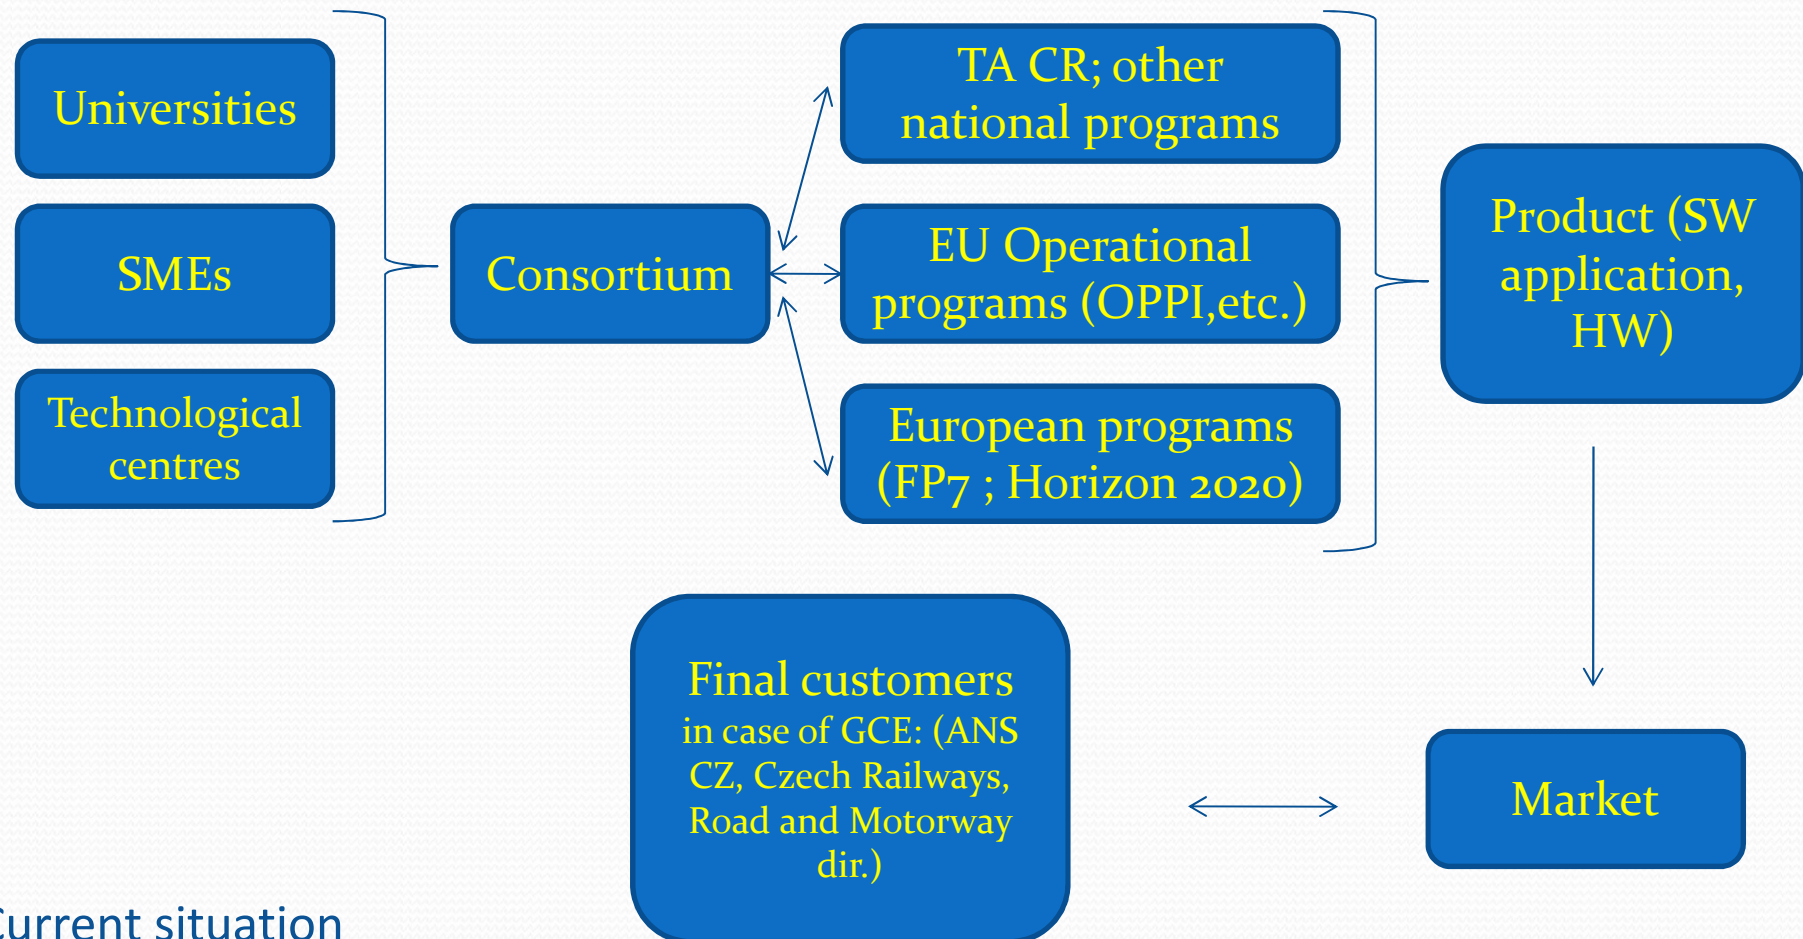 Universities
SMEs
Technological
centres
Consortium
TA CR; other
national programs
EU Operational
programs (OPPI,etc.)
European programs
(FP7 ; Horizon 2020)
Product (SW
application,
HW)
Final customers
in case of GCE: (ANS
CZ, Czech Railways,
Road and Motorway
dir.)
Market
Current situation